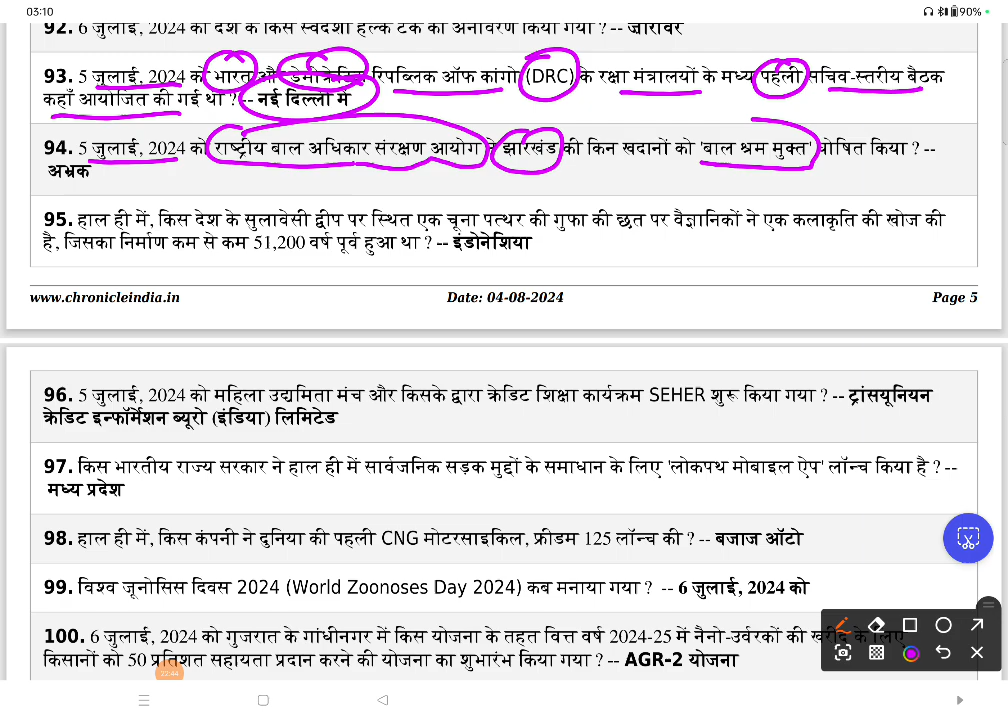 03:10
90%
92. 6 जुलाई, 2024 को देश के किस स्वदेशी हल्के टैंक का अनावरण किया गया ? -- जोरावर
93. 5 जुलाई, 2024 को भारत और डेमोक्रेटिक रिपब्लिक ऑफ कांगो (DRC) के रक्षा मंत्रालयों के मध्य पहली सचिव-स्तरीय बैठक
कहाँ आयोजित की गई थी ? -- नई दिल्ली में
94. 5 जुलाई, 2024 को राष्ट्रीय बाल अधिकार संरक्षण आयोग ने झारखंड की किन खदानों को 'बाल श्रम मुक्त' घोषित किया ? --
अभ्रक
95. हाल ही में, किस देश के सुलावेसी द्वीप पर स्थित एक चूना पत्थर की गुफा की छत पर वैज्ञानिकों ने एक कलाकृति की खोज की
है, जिसका निर्माण कम से कम 51,200 वर्ष पूर्व हुआ था ? -- इंडोनेशिया
www.chronicleindia.in Date: 04-08-2024 Page 5
96. 5 जुलाई, 2024 को महिला उद्यमिता मंच और किसके द्वारा क्रेडिट शिक्षा कार्यक्रम SEHER शुरू किया गया ? -- ट्रांसयूनियन
क्रेडिट इन्फॉर्मेशन ब्यूरो (इंडिया) लिमिटेड
97. किस भारतीय राज्य सरकार ने हाल ही में सार्वजनिक सड़क मुद्दों के समाधान के लिए 'लोकपथ मोबाइल ऐप' लॉन्च किया है ? --
मध्य प्रदेश
98. हाल ही में, किस कंपनी ने दुनिया की पहली CNG मोटरसाइकिल, फ्रीडम 125 लॉन्च की ? -- बजाज ऑटो
99. विश्व जूनोसिस दिवस 2024 (World Zoonoses Day 2024) कब मनाया गया ? -- 6 जुलाई, 2024 को
100. 6 जुलाई, 2024 को गुजरात के गांधीनगर में किस योजना के तहत वित्त वर्ष 2024-25 में नैनो-उर्वरकों की खरीद के लिए
किसानों को 50 प्रतिशत सहायता प्रदान करने की योजना का शुभारंभ किया गया ? -- AGR-2 योजना
22:44